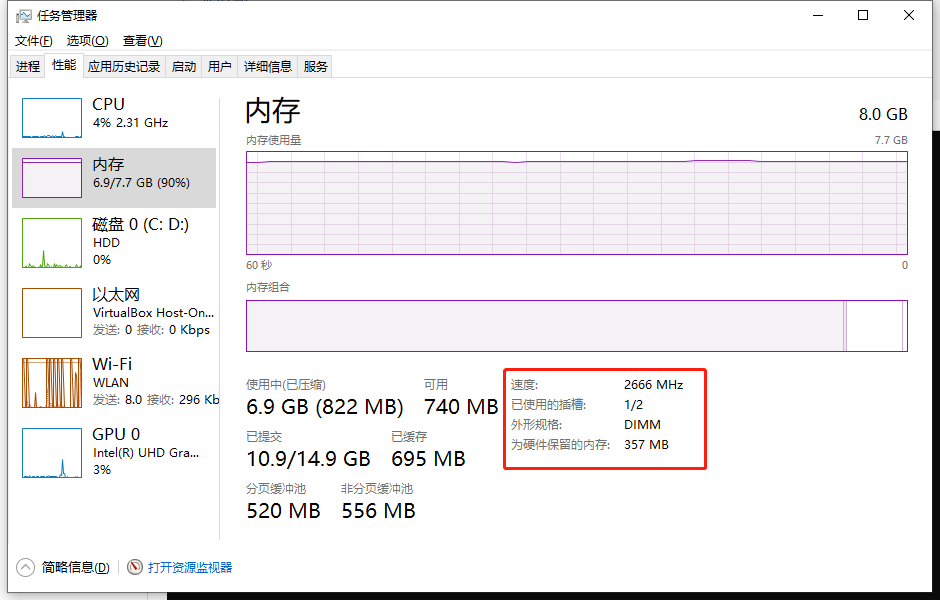 任务管理器
文件(F) 选项(O) 查看(V)
进程 性能 应用历史记录 启动 用户 详细信息 服务
CPU
4% 2.31 GHz
内存
6.9/7.7 GB (90%)
磁盘 0 (C: D:)
HDD
0%
以太网
VirtualBox Host-On...
发送: 0 接收: 0 Kbps
Wi-Fi
WLAN
发送: 8.0 接收: 296 Kb
GPU 0
Intel(R) UHD Gra...
3%
内存 8.0 GB
内存使用量 7.7 GB
60 秒 0
内存组合
使用中(已压缩) 可用
6.9 GB (822 MB) 740 MB
已提交 已缓存
10.9/14.9 GB 695 MB
分页缓冲池 非分页缓冲池
520 MB 556 MB
速度: 2666 MHz
已使用的插槽: 1/2
外形规格: DIMM
为硬件保留的内存: 357 MB
简略信息(D) 打开资源监视器